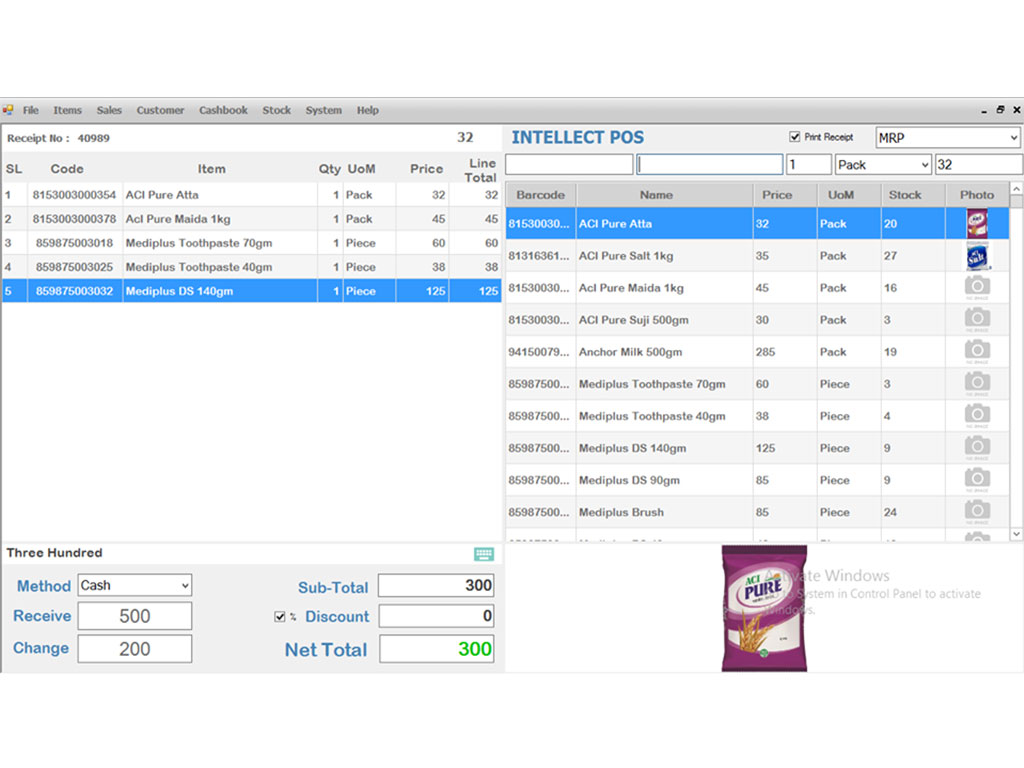 File Items Sales Customer Cashbook Stock System Help
Receipt No : 40989 32
SL Code Item Qty UoM Price Line Total
1 8153003000354 ACI Pure Atta 1 Pack 32 32
2 8153003000378 Acl Pure Maida 1kg 1 Pack 45 45
3 859875003018 Mediplus Toothpaste 70gm 1 Piece 60 60
4 859875003025 Mediplus Toothpaste 40gm 1 Piece 38 38
5 859875003032 Mediplus DS 140gm 1 Piece 125 125
Three Hundred
Method Cash
Receive 500
Change 200
Sub-Total 300
% Discount 0
Net Total 300
INTELLECT POS Print Receipt MRP
1 Pack 32
Barcode Name Price UoM Stock Photo
81530030... ACI Pure Atta 32 Pack 20
81316361... ACI Pure Salt 1kg 35 Pack 27
81530030... Acl Pure Maida 1kg 45 Pack 16
81530030... ACI Pure Suji 500gm 30 Pack 3
94150079... Anchor Milk 500gm 285 Pack 19
85987500... Mediplus Toothpaste 70gm 60 Piece 3
85987500... Mediplus Toothpaste 40gm 38 Piece 4
85987500... Mediplus DS 140gm 125 Piece 9
85987500... Mediplus DS 90gm 85 Piece 9
85987500... Mediplus Brush 85 Piece 24
ACI
PURE
Activate Windows
System in Control Panel to activate
Windows.